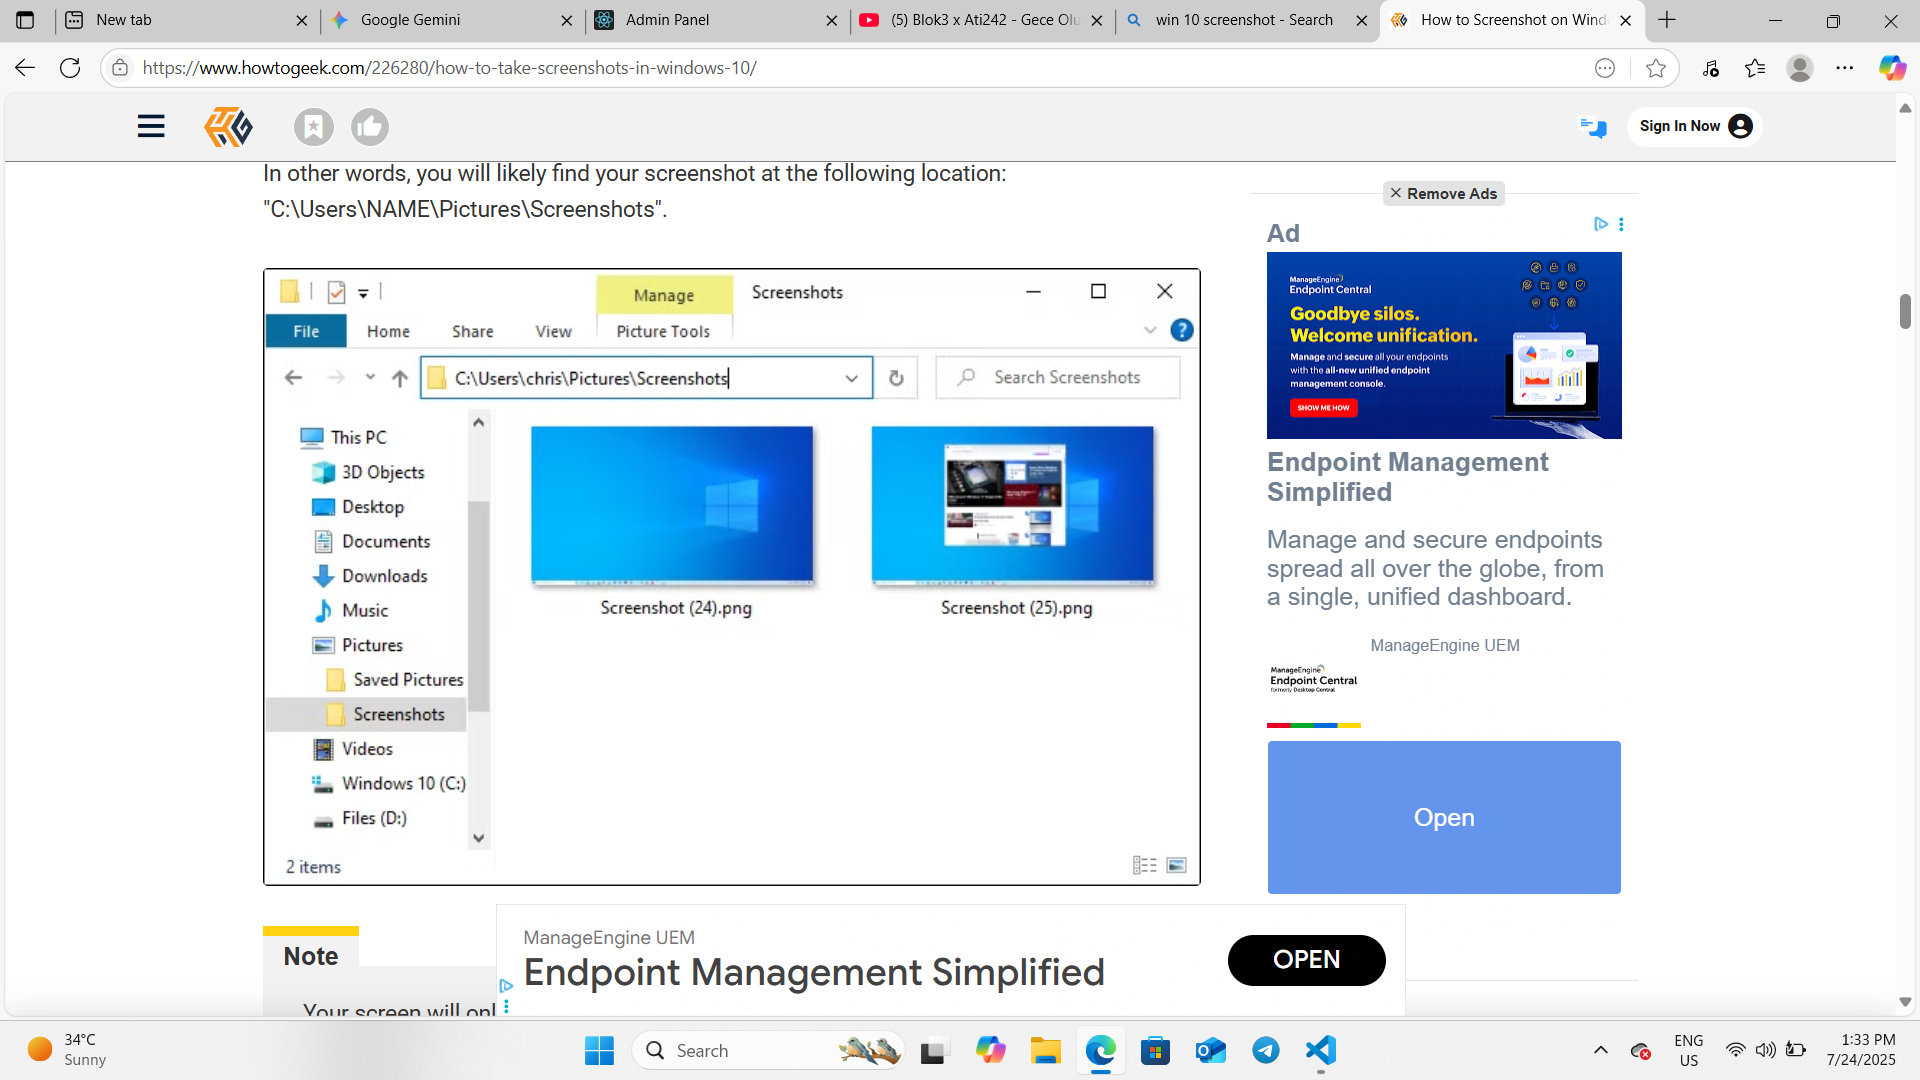 New tab
Google Gemini
Admin Panel
(5) Blok3 x Ati242 - Gece Olu
win 10 screenshot - Search
How to Screenshot on Wind
https://www.howtogeek.com/226280/how-to-take-screenshots-in-windows-10/
Sign In Now
In other words, you will likely find your screenshot at the following location:
"C:\Users\NAME\Pictures\Screenshots".
Manage
Screenshots
File
Home
Share
View
Picture Tools
C:\Users\chris\Pictures\Screenshots
Search Screenshots
This PC
3D Objects
Desktop
Documents
Downloads
Music
Pictures
Saved Pictures
Screenshots
Videos
Windows 10 (C:)
Files (D:)
Screenshot (24).png
Screenshot (25).png
2 items
Remove Ads
Ad
ManageEngine
Endpoint Central
Goodbye silos.
Welcome unification.
Manage and secure all your endpoints
with the all-new unified endpoint
management console.
SHOW ME HOW
Endpoint Management
Simplified
Manage and secure endpoints
spread all over the globe, from
a single, unified dashboard.
ManageEngine UEM
ManageEngine
Endpoint Central
formerly Desktop Central
Open
Note
Your screen will onl
ManageEngine UEM
Endpoint Management Simplified
OPEN
34°C
Sunny
Search
ENG
US
1:33 PM
7/24/2025